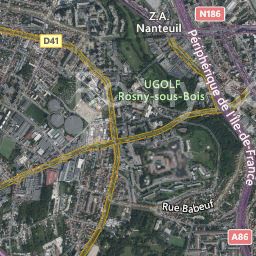 Z.A.
Nanteuil
N186
D41
UGOLF
Rosny-sous-Bois
Périphérique de l'Île-de-France
Rue Babeuf
A86